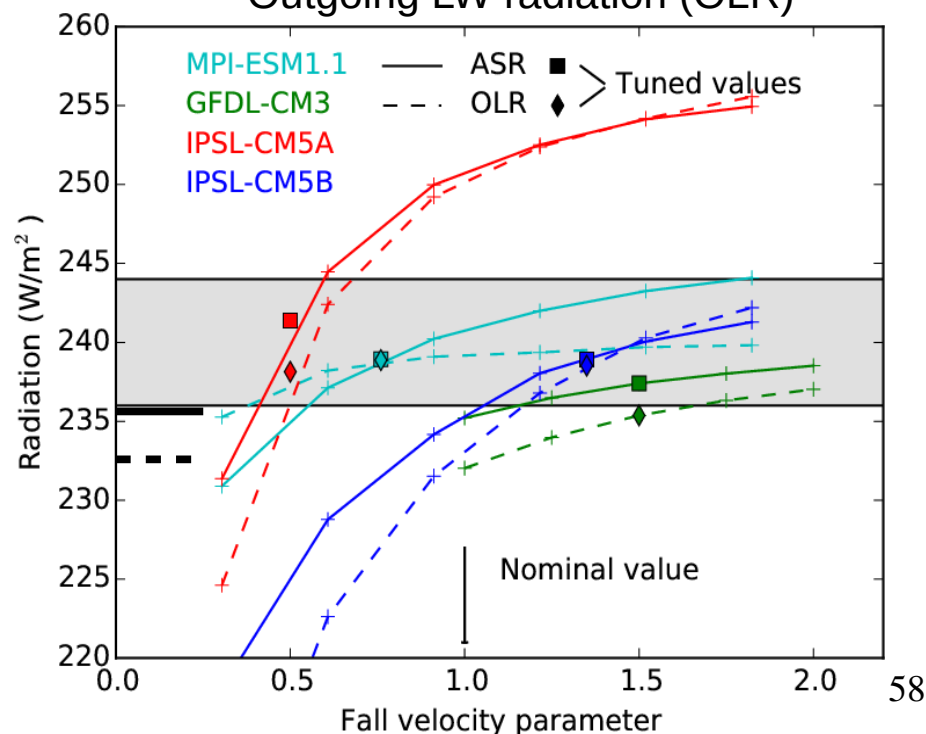 Outgoing LW radiation (OLR)
260
255
250
245
240
235
230
225
220
Radiation (W/m²)
MPI-ESM1.1
GFDL-CM3
IPSL-CM5A
IPSL-CM5B
ASR
OLR
Tuned values
Nominal value
0.0 0.5 1.0 1.5 2.0
Fall velocity parameter
58